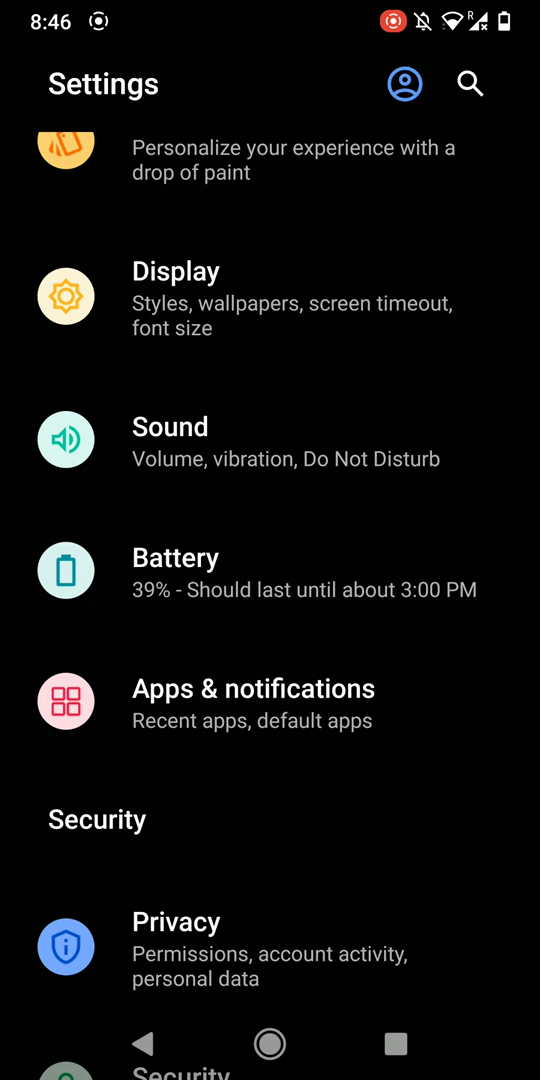 8:46
R
Settings
Personalize your experience with a
drop of paint
Display
Styles, wallpapers, screen timeout,
font size
Sound
Volume, vibration, Do Not Disturb
Battery
39% - Should last until about 3:00 PM
Apps & notifications
Recent apps, default apps
Security
Privacy
Permissions, account activity,
personal data
Security